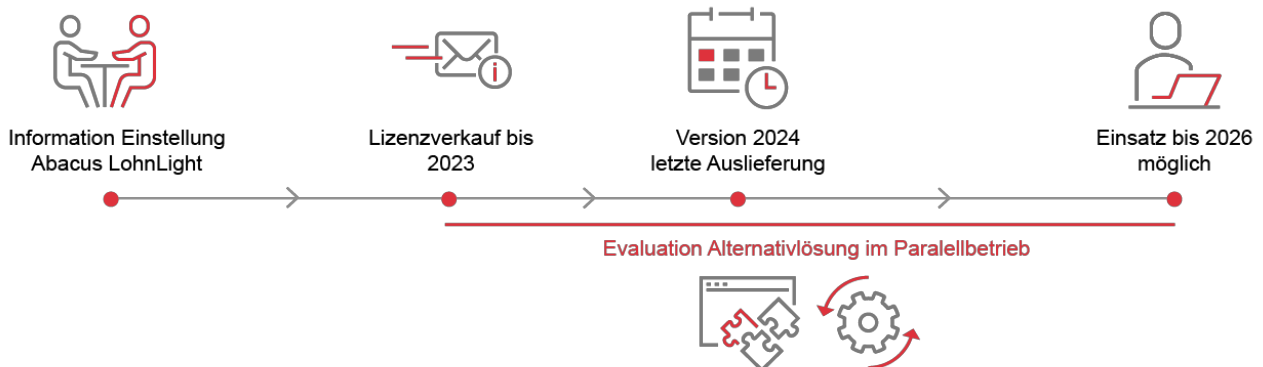 Information Einstellung
Abacus LohnLight
Lizenzverkauf bis
2023
Version 2024
letzte Auslieferung
Einsatz bis 2026
möglich
Evaluation Alternativlösung im Paralellbetrieb